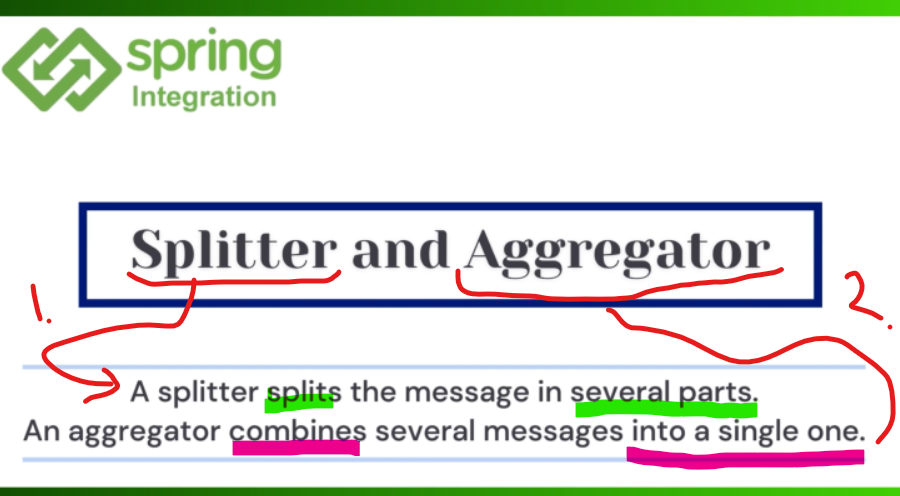 spring
Integration
Splitter and Aggregator
1.
2.
A splitter splits the message in several parts.
An aggregator combines several messages into a single one.